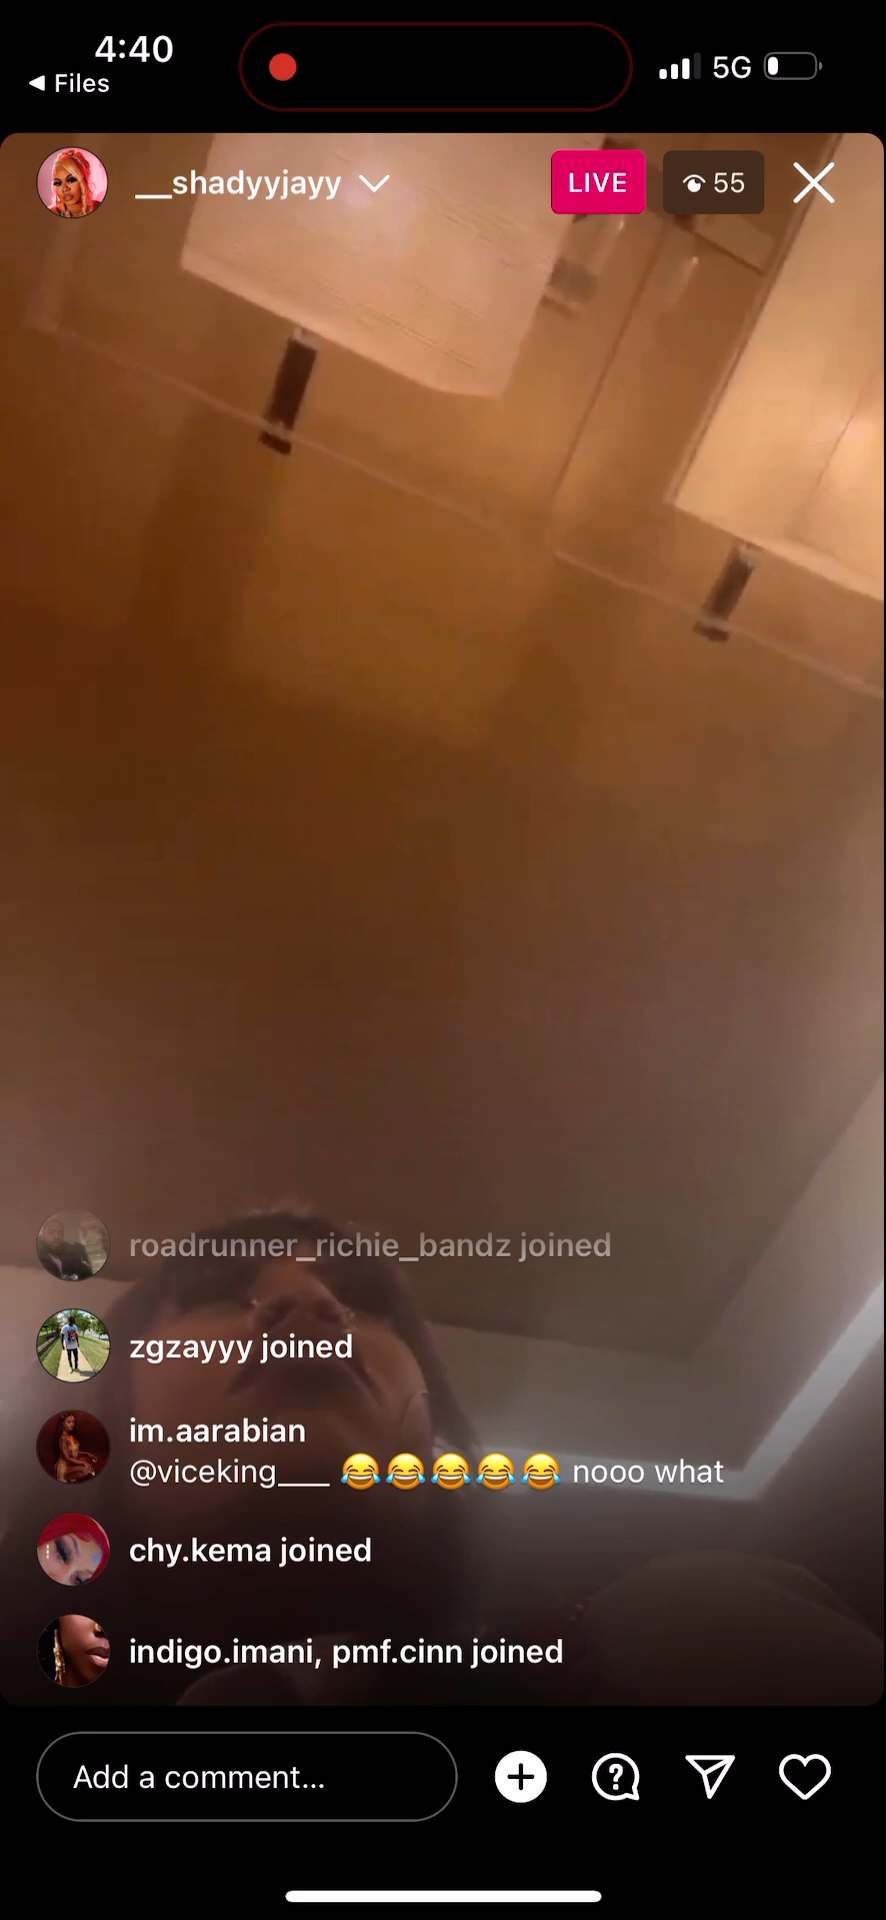 4:40
Files
5G
__shadyyjayy
LIVE
55
roadrunner_richie_bandz joined
zgzayyy joined
im.aarabian
@viceking___ 😂😂😂😂😂 nooo what
chy.kema joined
indigo.imani, pmf.cinn joined
Add a comment...